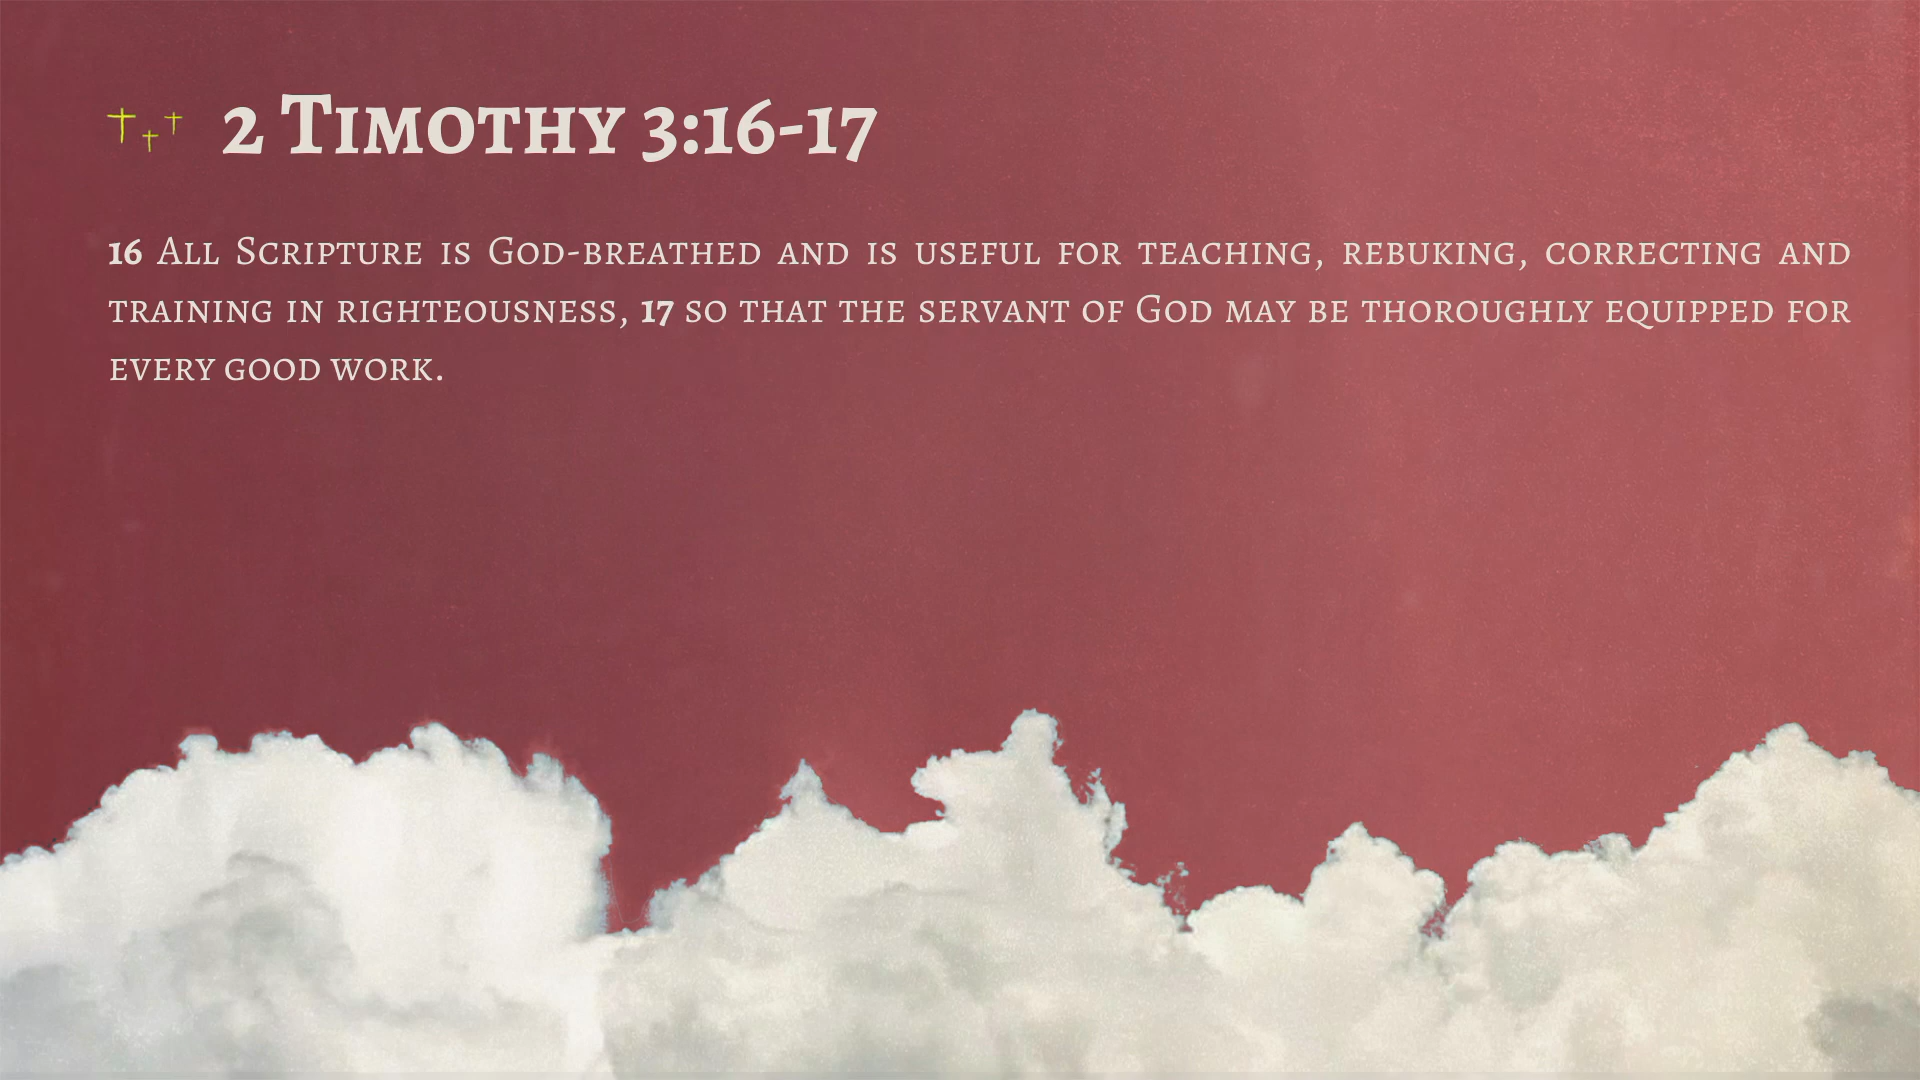 2 Timothy 3:16-17
16 All Scripture is God-breathed and is useful for teaching, rebuking, correcting and
training in righteousness, 17 so that the servant of God may be thoroughly equipped for
every good work.